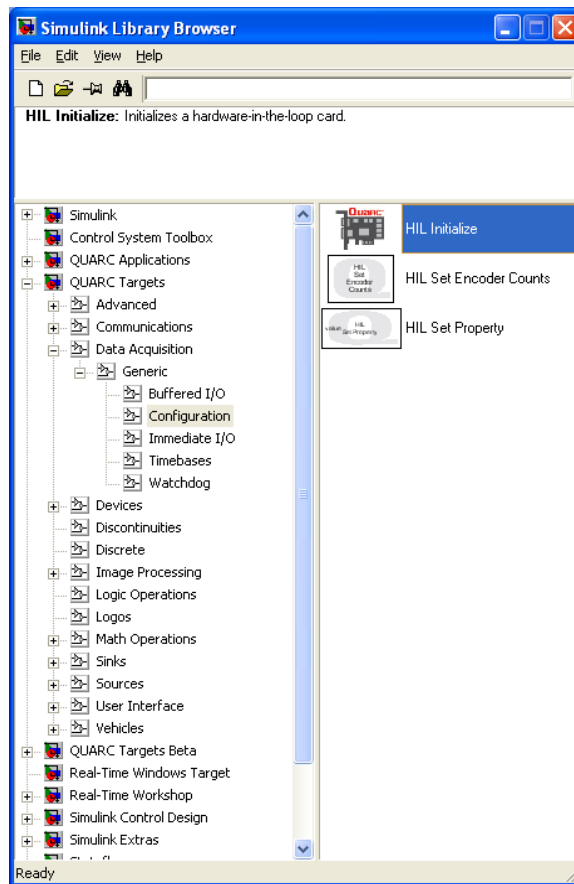 Simulink Library Browser
File Edit View Help
HIL Initialize: Initializes a hardware-in-the-loop card.
Simulink
Control System Toolbox
QUARC Applications
QUARC Targets
Advanced
Communications
Data Acquisition
Generic
Buffered I/O
Configuration
Immediate I/O
Timebases
Watchdog
Devices
Discontinuities
Discrete
Image Processing
Logic Operations
Logos
Math Operations
Sinks
Sources
User Interface
Vehicles
QUARC Targets Beta
Real-Time Windows Target
Real-Time Workshop
Simulink Control Design
Simulink Extras
QUARC
HIL Initialize
HIL
Set
Encoder
Counts
HIL Set Encoder Counts
value
HIL
Set Property
HIL Set Property
Ready